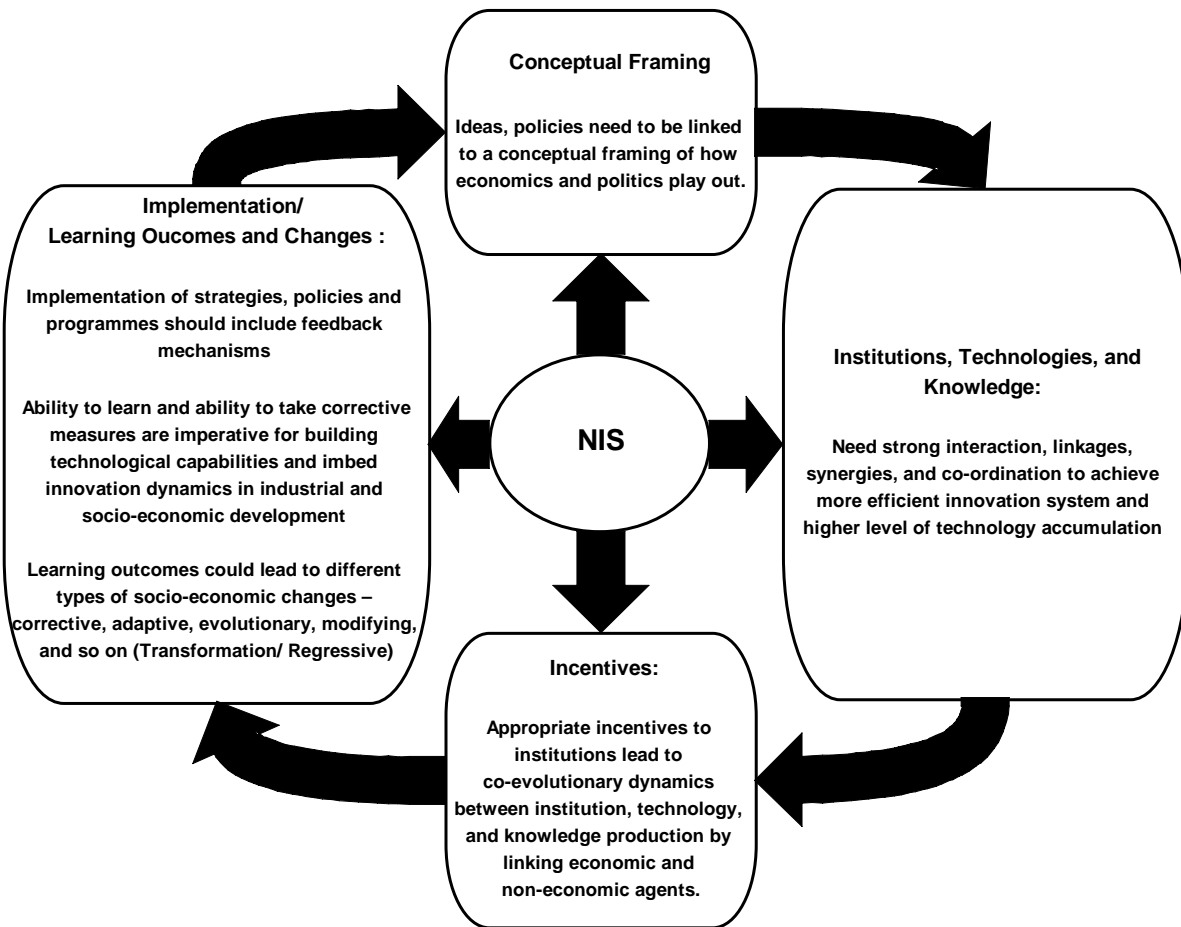 Conceptual Framing
Ideas, policies need to be linked
to a conceptual framing of how
economics and politics play out.
Implementation/
Learning Oucomes and Changes :
Implementation of strategies, policies and
programmes should include feedback
mechanisms
Ability to learn and ability to take corrective
measures are imperative for building
technological capabilities and imbed
innovation dynamics in industrial and
socio-economic development
Learning outcomes could lead to different
types of socio-economic changes –
corrective, adaptive, evolutionary, modifying,
and so on (Transformation/ Regressive)
NIS
Institutions, Technologies, and
Knowledge:
Need strong interaction, linkages,
synergies, and co-ordination to achieve
more efficient innovation system and
higher level of technology accumulation
Incentives:
Appropriate incentives to
institutions lead to
co-evolutionary dynamics
between institution, technology,
and knowledge production by
linking economic and
non-economic agents.